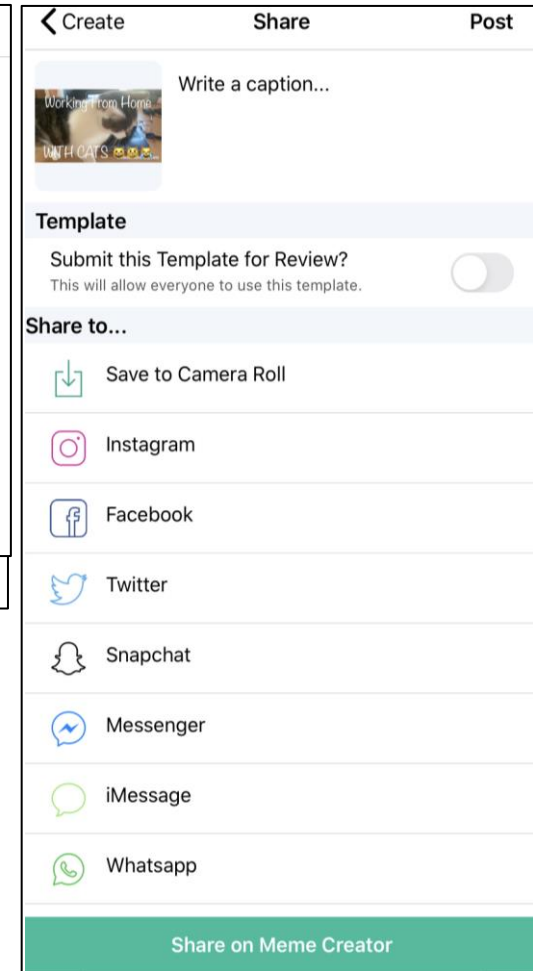 Create Share Post
Write a caption...
Working From Home
WITH CATS 😹😹😹
Template
Submit this Template for Review?
This will allow everyone to use this template.
Share to...
Save to Camera Roll
Instagram
Facebook
Twitter
Snapchat
Messenger
iMessage
Whatsapp
Share on Meme Creator